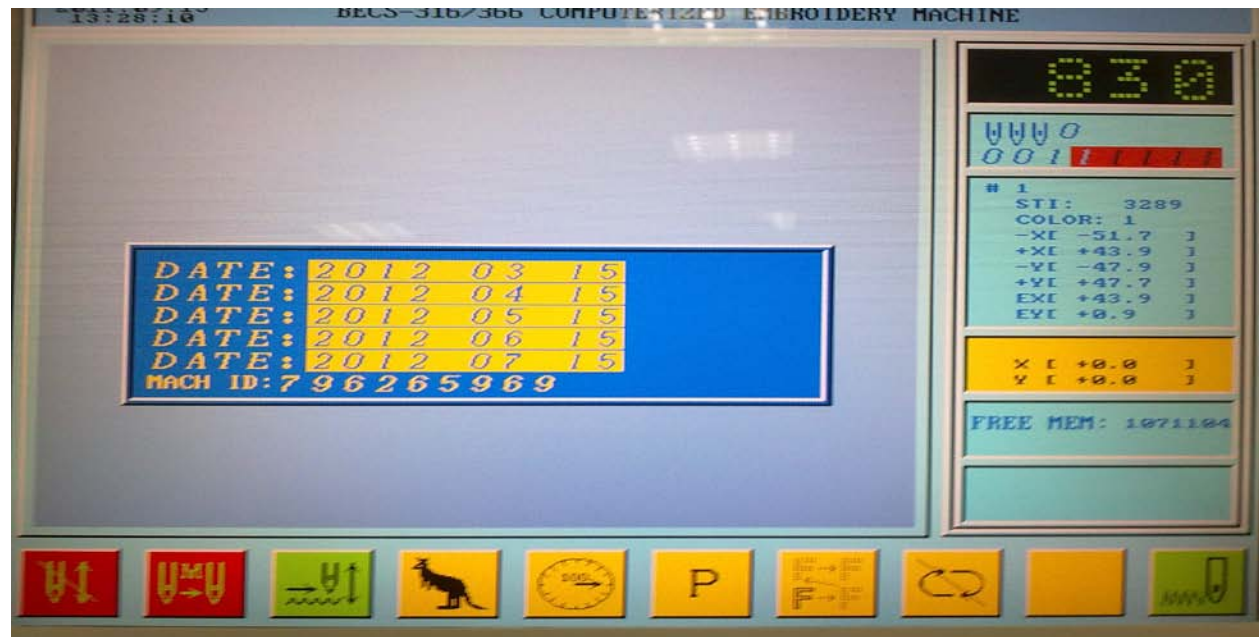 13:28:10
BECS-316/366 COMPUTERIZED EMBROIDERY MACHINE
830
0
001111111
# 1
STI: 3289
COLOR: 1
-X[ -51.7 ]
+X[ +43.9 ]
-Y[ -47.9 ]
+Y[ +47.7 ]
EX[ +43.9 ]
EY[ +0.9 ]
DATE: 2012 03 15
DATE: 2012 04 15
DATE: 2012 05 15
DATE: 2012 06 15
DATE: 2012 07 15
MACH ID: 796265969
X [ +0.0 ]
Y [ +0.0 ]
FREE MEM: 1071104
M
P
F